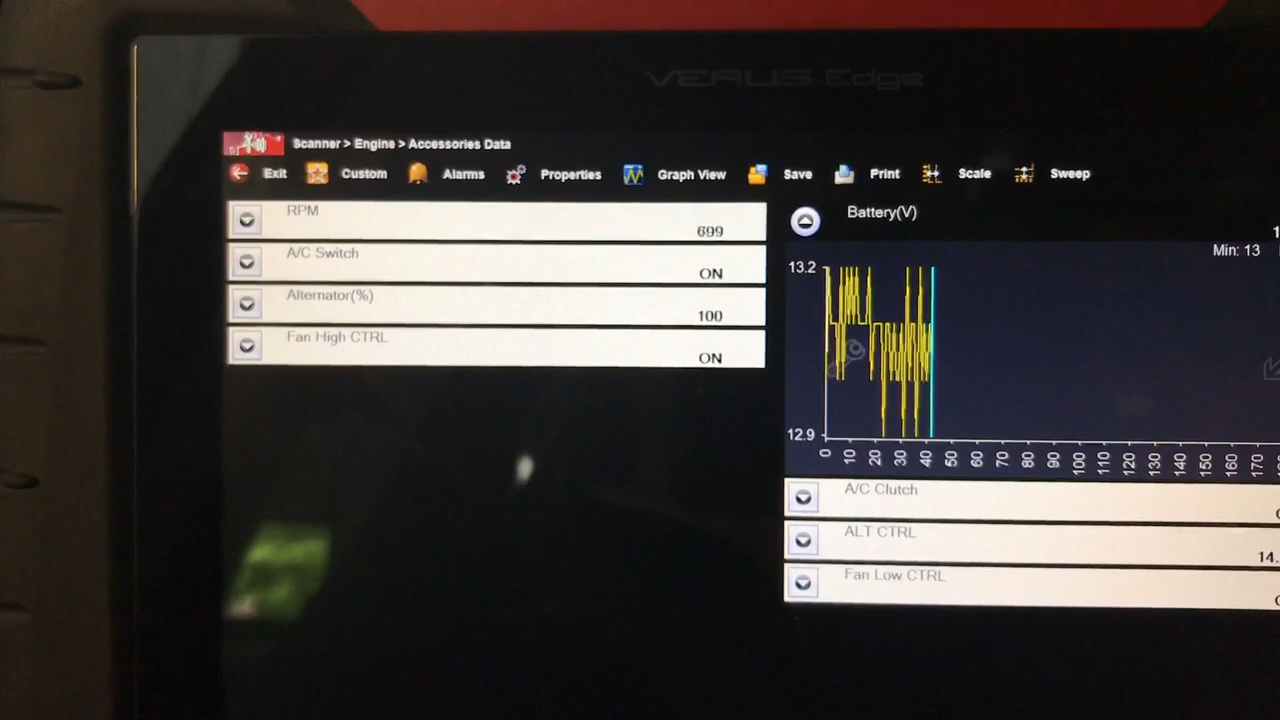 VERUS Edge
Scanner > Engine > Accessories Data
Exit Custom Alarms Properties Graph View Save Print Scale Sweep
RPM
699
A/C Switch
ON
Alternator(%)
100
Fan High CTRL
ON
Battery(V)
Min: 13
13.2
12.9
0 10 20 30 40 50 60 70 80 90 100 110 120 130 140 150 160 170
A/C Clutch
ALT CTRL
14.
Fan Low CTRL